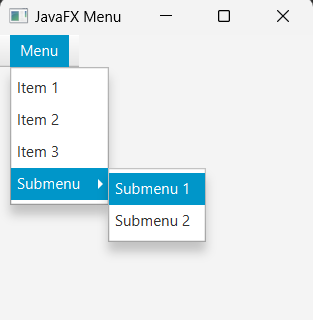 JavaFX Menu
Menu
Item 1
Item 2
Item 3
Submenu
Submenu 1
Submenu 2